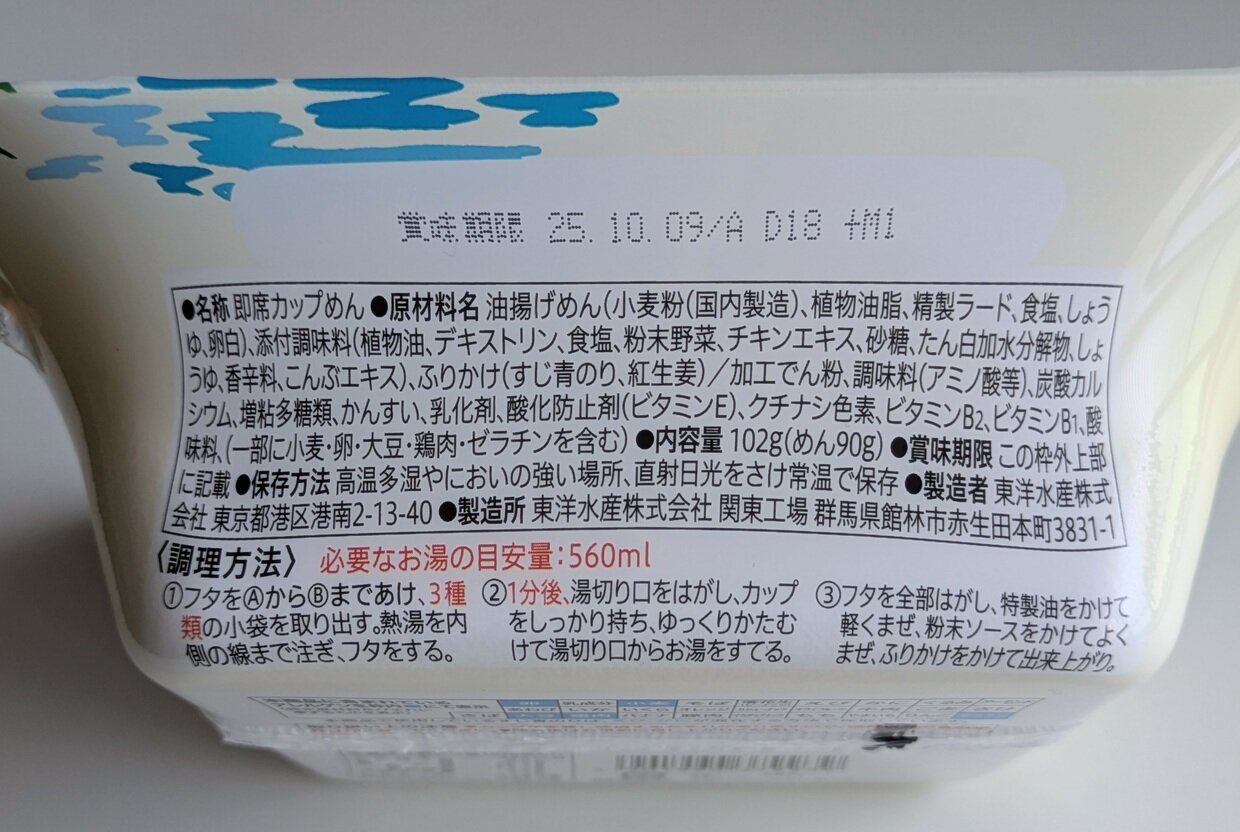 賞味期限 25.10.09/A D18 +M1
●名称 即席カップめん ●原材料名 油揚げめん(小麦粉(国内製造)、植物油脂、精製ラード、食塩、しょう
ゆ、卵白)、添付調味料(植物油、デキストリン、食塩、粉末野菜、チキンエキス、砂糖、たん白加水分解物、しょ
うゆ、香辛料、こんぶエキス)、ふりかけ(すじ青のり、紅生姜)/加工でん粉、調味料(アミノ酸等)、炭酸カル
シウム、増粘多糖類、かんすい、乳化剤、酸化防止剤(ビタミンE)、クチナシ色素、ビタミンB2、ビタミンB1、酸
味料、(一部に小麦・卵・大豆・鶏肉・ゼラチンを含む) ●内容量 102g(めん90g) ●賞味期限 この枠外上部
に記載 ●保存方法 高温多湿やにおいの強い場所、直射日光をさけ常温で保存 ●製造者 東洋水産株式
会社 東京都港区港南2-13-40 ●製造所 東洋水産株式会社 関東工場 群馬県館林市赤生田本町3831-1
〈調理方法〉 必要なお湯の目安量:560ml
①フタをⒶからⒷまであけ、3種
類の小袋を取り出す。熱湯を内
側の線まで注ぎ、フタをする。
②1分後、湯切り口をはがし、カップ
をしっかり持ち、ゆっくりかたむ
けて湯切り口からお湯をすてる。
③フタを全部はがし、特製油をかけて
軽くまぜ、粉末ソースをかけてよく
まぜ、ふりかけをかけて出来上がり。
卵 乳成分 小麦 そば